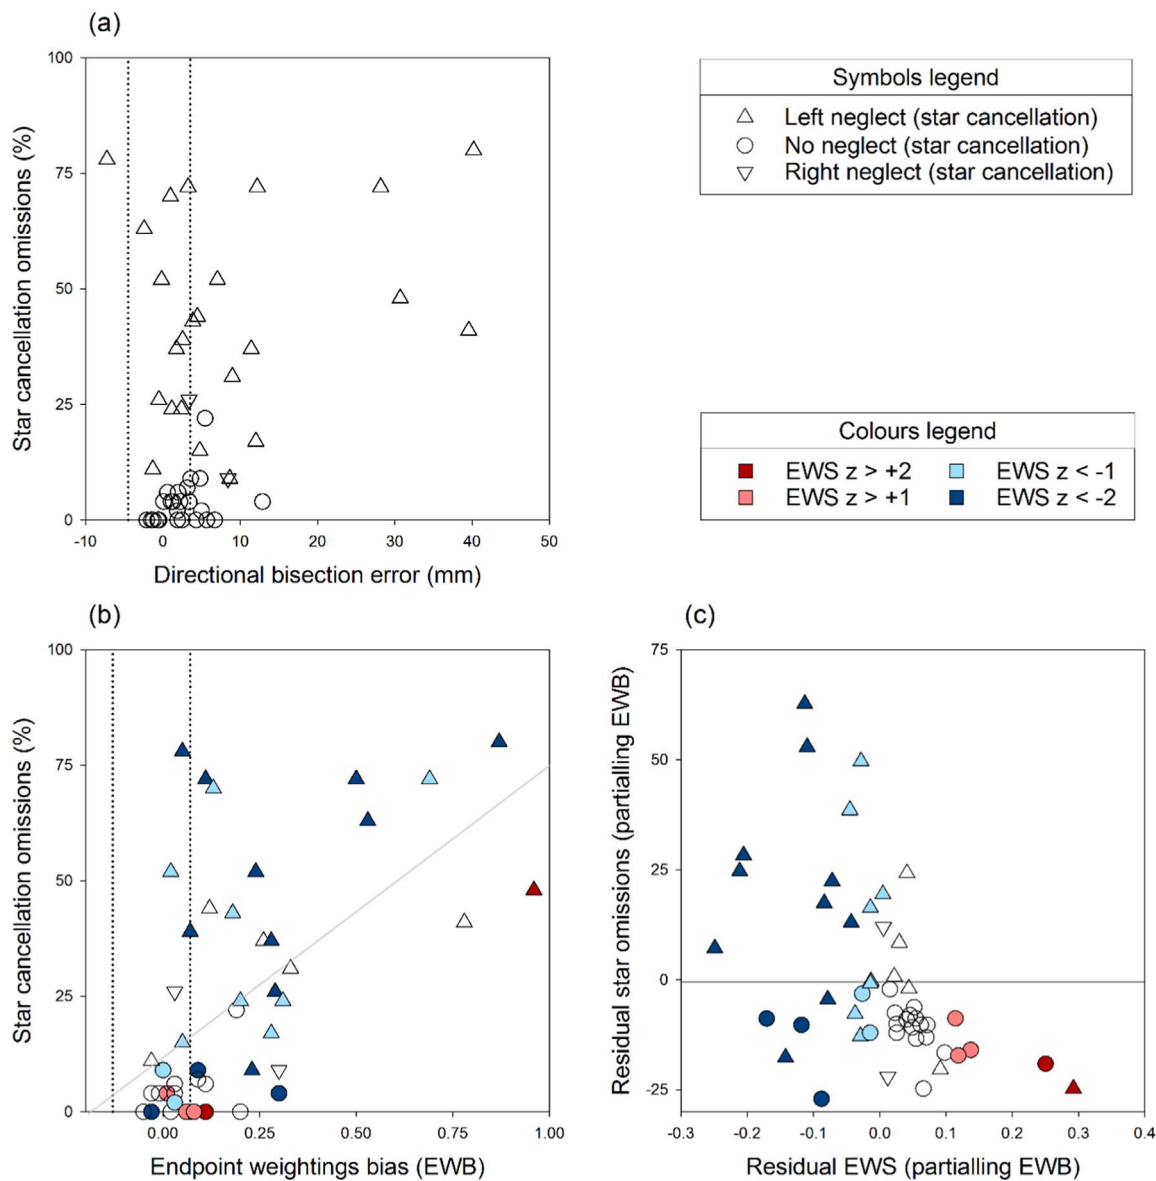 (a)
Star cancellation omissions (%)
100
75
50
25
0
-10 0 10 20 30 40 50
Directional bisection error (mm)
Symbols legend
Left neglect (star cancellation)
No neglect (star cancellation)
Right neglect (star cancellation)
Colours legend
EWS z > +2 EWS z < -1
EWS z > +1 EWS z < -2
(b)
Star cancellation omissions (%)
100
75
50
25
0
0.00 0.25 0.50 0.75 1.00
Endpoint weightings bias (EWB)
(c)
Residual star omissions (partialling EWB)
75
50
25
0
-25
-0.3 -0.2 -0.1 0.0 0.1 0.2 0.3 0.4
Residual EWS (partialling EWB)